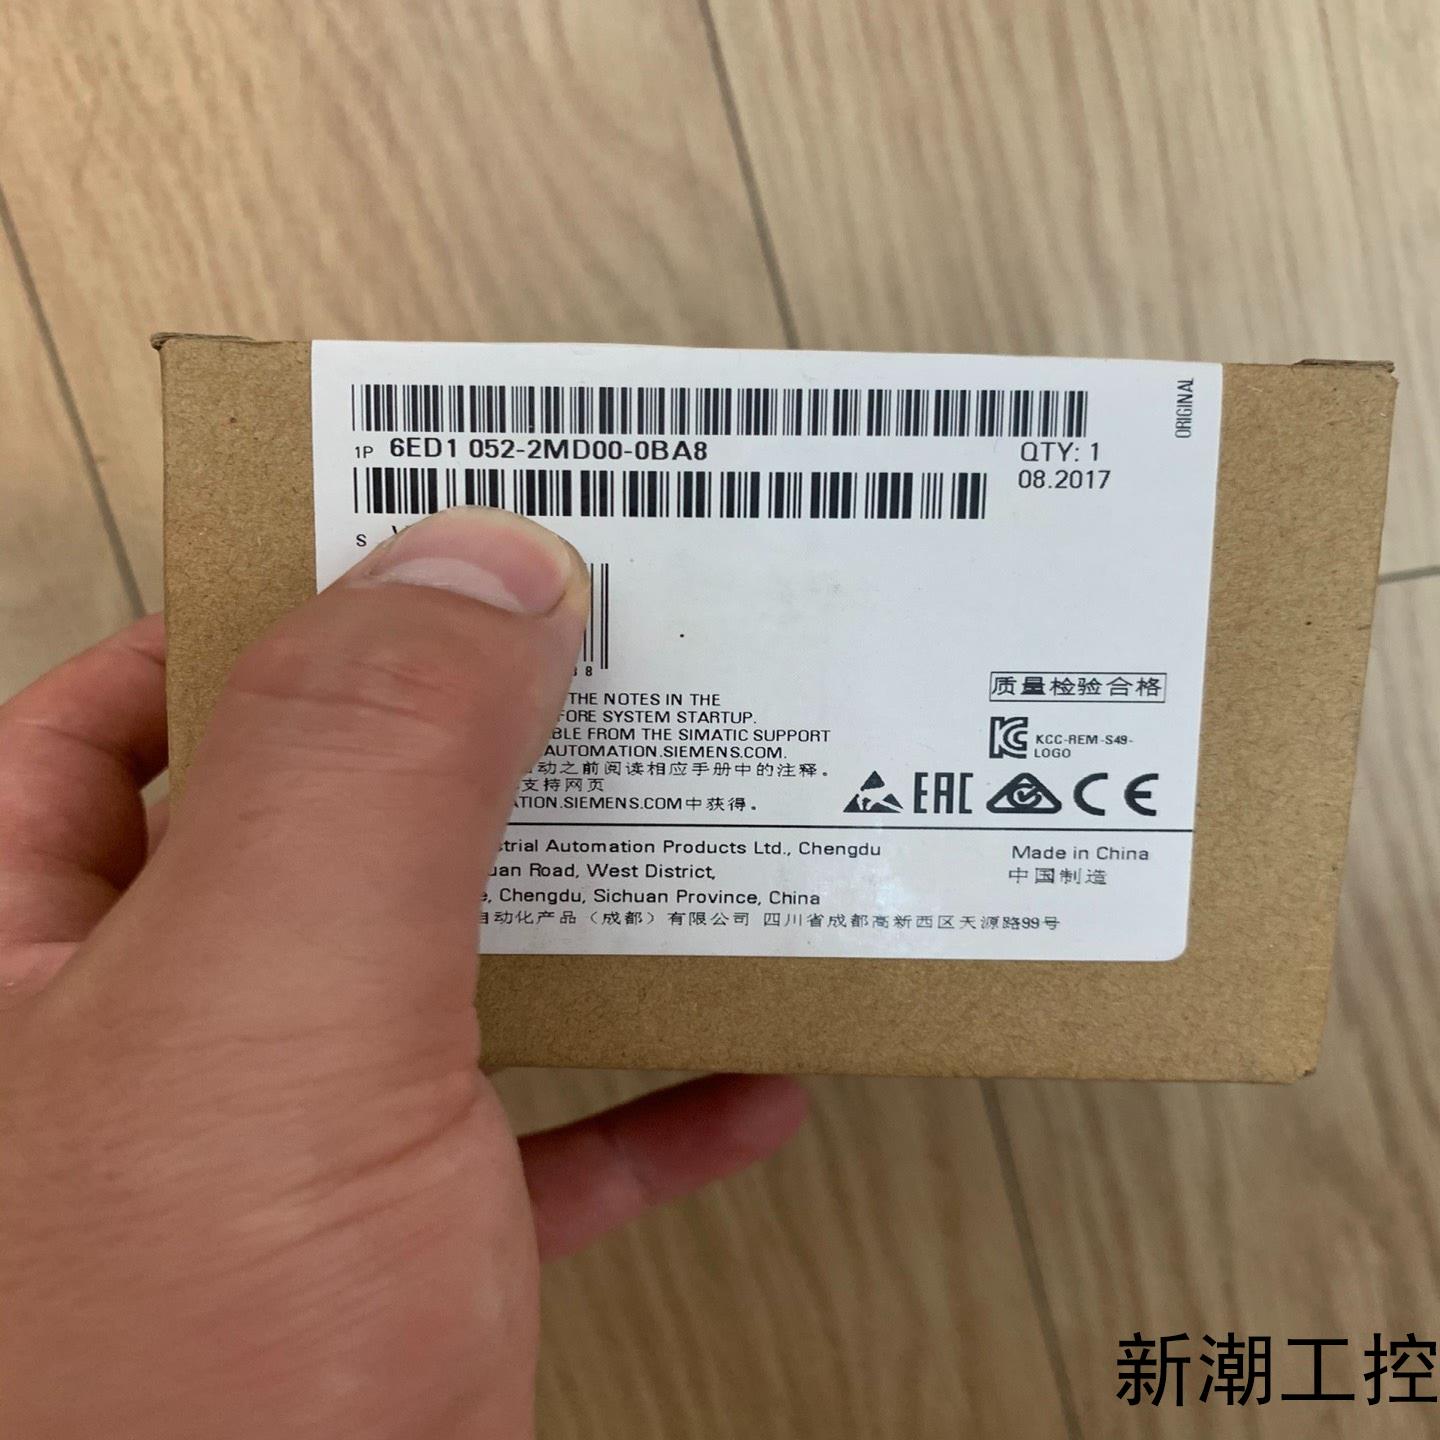 ORIGINAL
1P 6ED1 052-2MD00-0BA8
QTY: 1
08.2017
S
8
THE NOTES IN THE
SYSTEM STARTUP.
FROM THE SIMATIC SUPPORT
AUTOMATION.SIEMENS.COM.
动之前阅读相应手册中的注释。
支持网页
.SIEMENS.COM中获得。
质量检验合格
KCC-REM-S49-
LOGO
EAC
CE
Automation Products Ltd., Chengdu
Road, West District,
Chengdu, Sichuan Province, China
自动化产品（成都）有限公司 四川省成都高新西区天源路99号
Made in China
中国制造
新潮工控